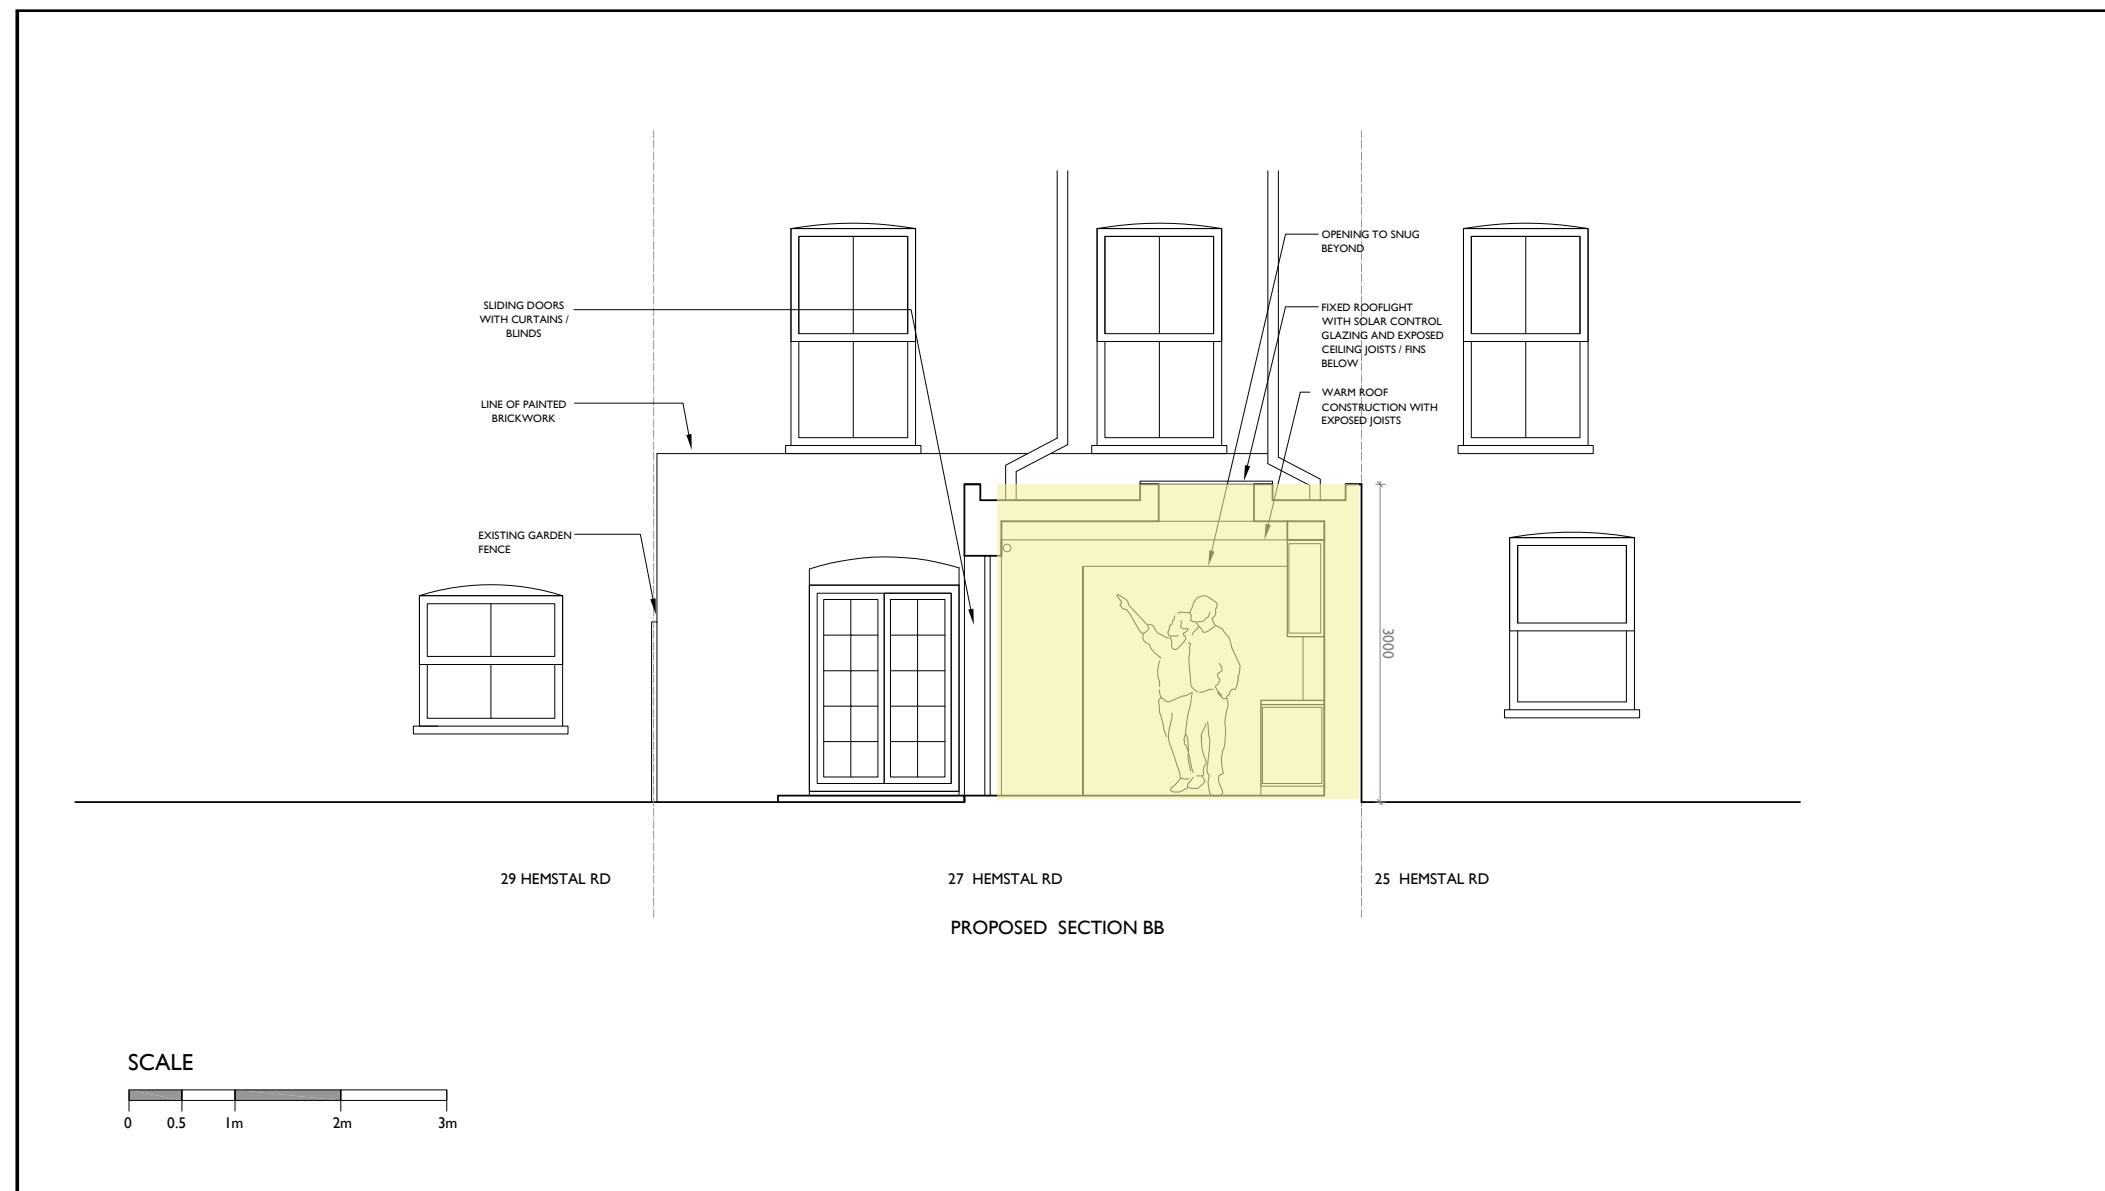 OPENING TO SNUG
BEYOND
SLIDING DOORS
WITH CURTAINS /
BLINDS
FIXED ROOFLIGHT
WITH SOLAR CONTROL
GLAZING AND EXPOSED
CEILING JOISTS / FINS
BELOW
LINE OF PAINTED
BRICKWORK
WARM ROOF
CONSTRUCTION WITH
EXPOSED JOISTS
EXISTING GARDEN
FENCE
3000
29 HEMSTAL RD
27 HEMSTAL RD
25 HEMSTAL RD
PROPOSED SECTION BB
SCALE
0 0.5 1m 2m 3m